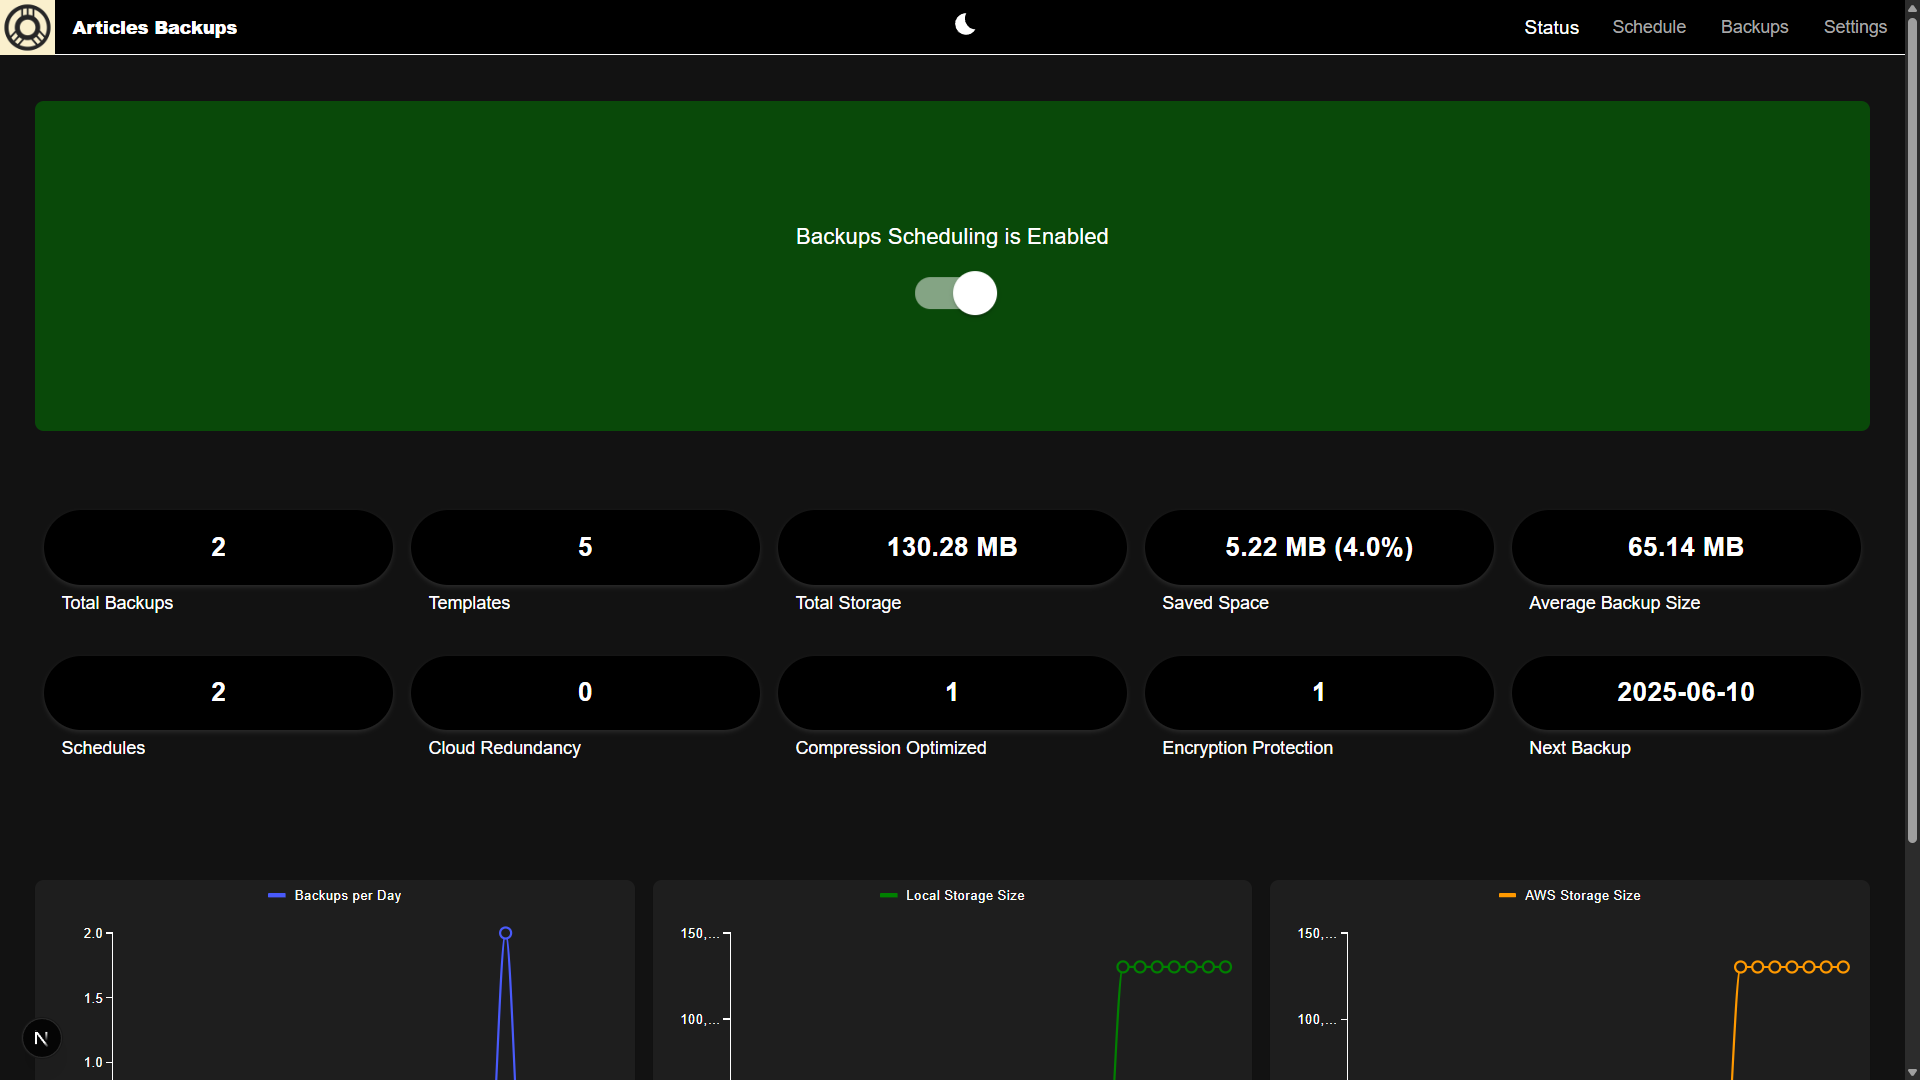 Articles Backups
Status
Schedule
Backups
Settings
Backups Scheduling is Enabled
2
5
130.28 MB
5.22 MB (4.0%)
65.14 MB
Total Backups
Templates
Total Storage
Saved Space
Average Backup Size
2
0
1
1
2025-06-10
Schedules
Cloud Redundancy
Compression Optimized
Encryption Protection
Next Backup
Backups per Day
2.0
1.5
1.0
Local Storage Size
150,...
100,...
AWS Storage Size
150,...
100,...
N